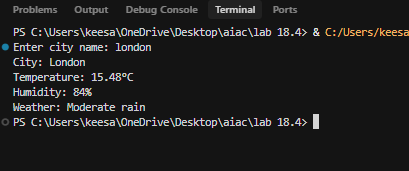 Problems Output Debug Console Terminal Ports
PS C:\Users\keesa\OneDrive\Desktop\aiac\lab 18.4> & C:/Users/keesa
Enter city name: london
City: London
Temperature: 15.48°C
Humidity: 84%
Weather: Moderate rain
PS C:\Users\keesa\OneDrive\Desktop\aiac\lab 18.4>